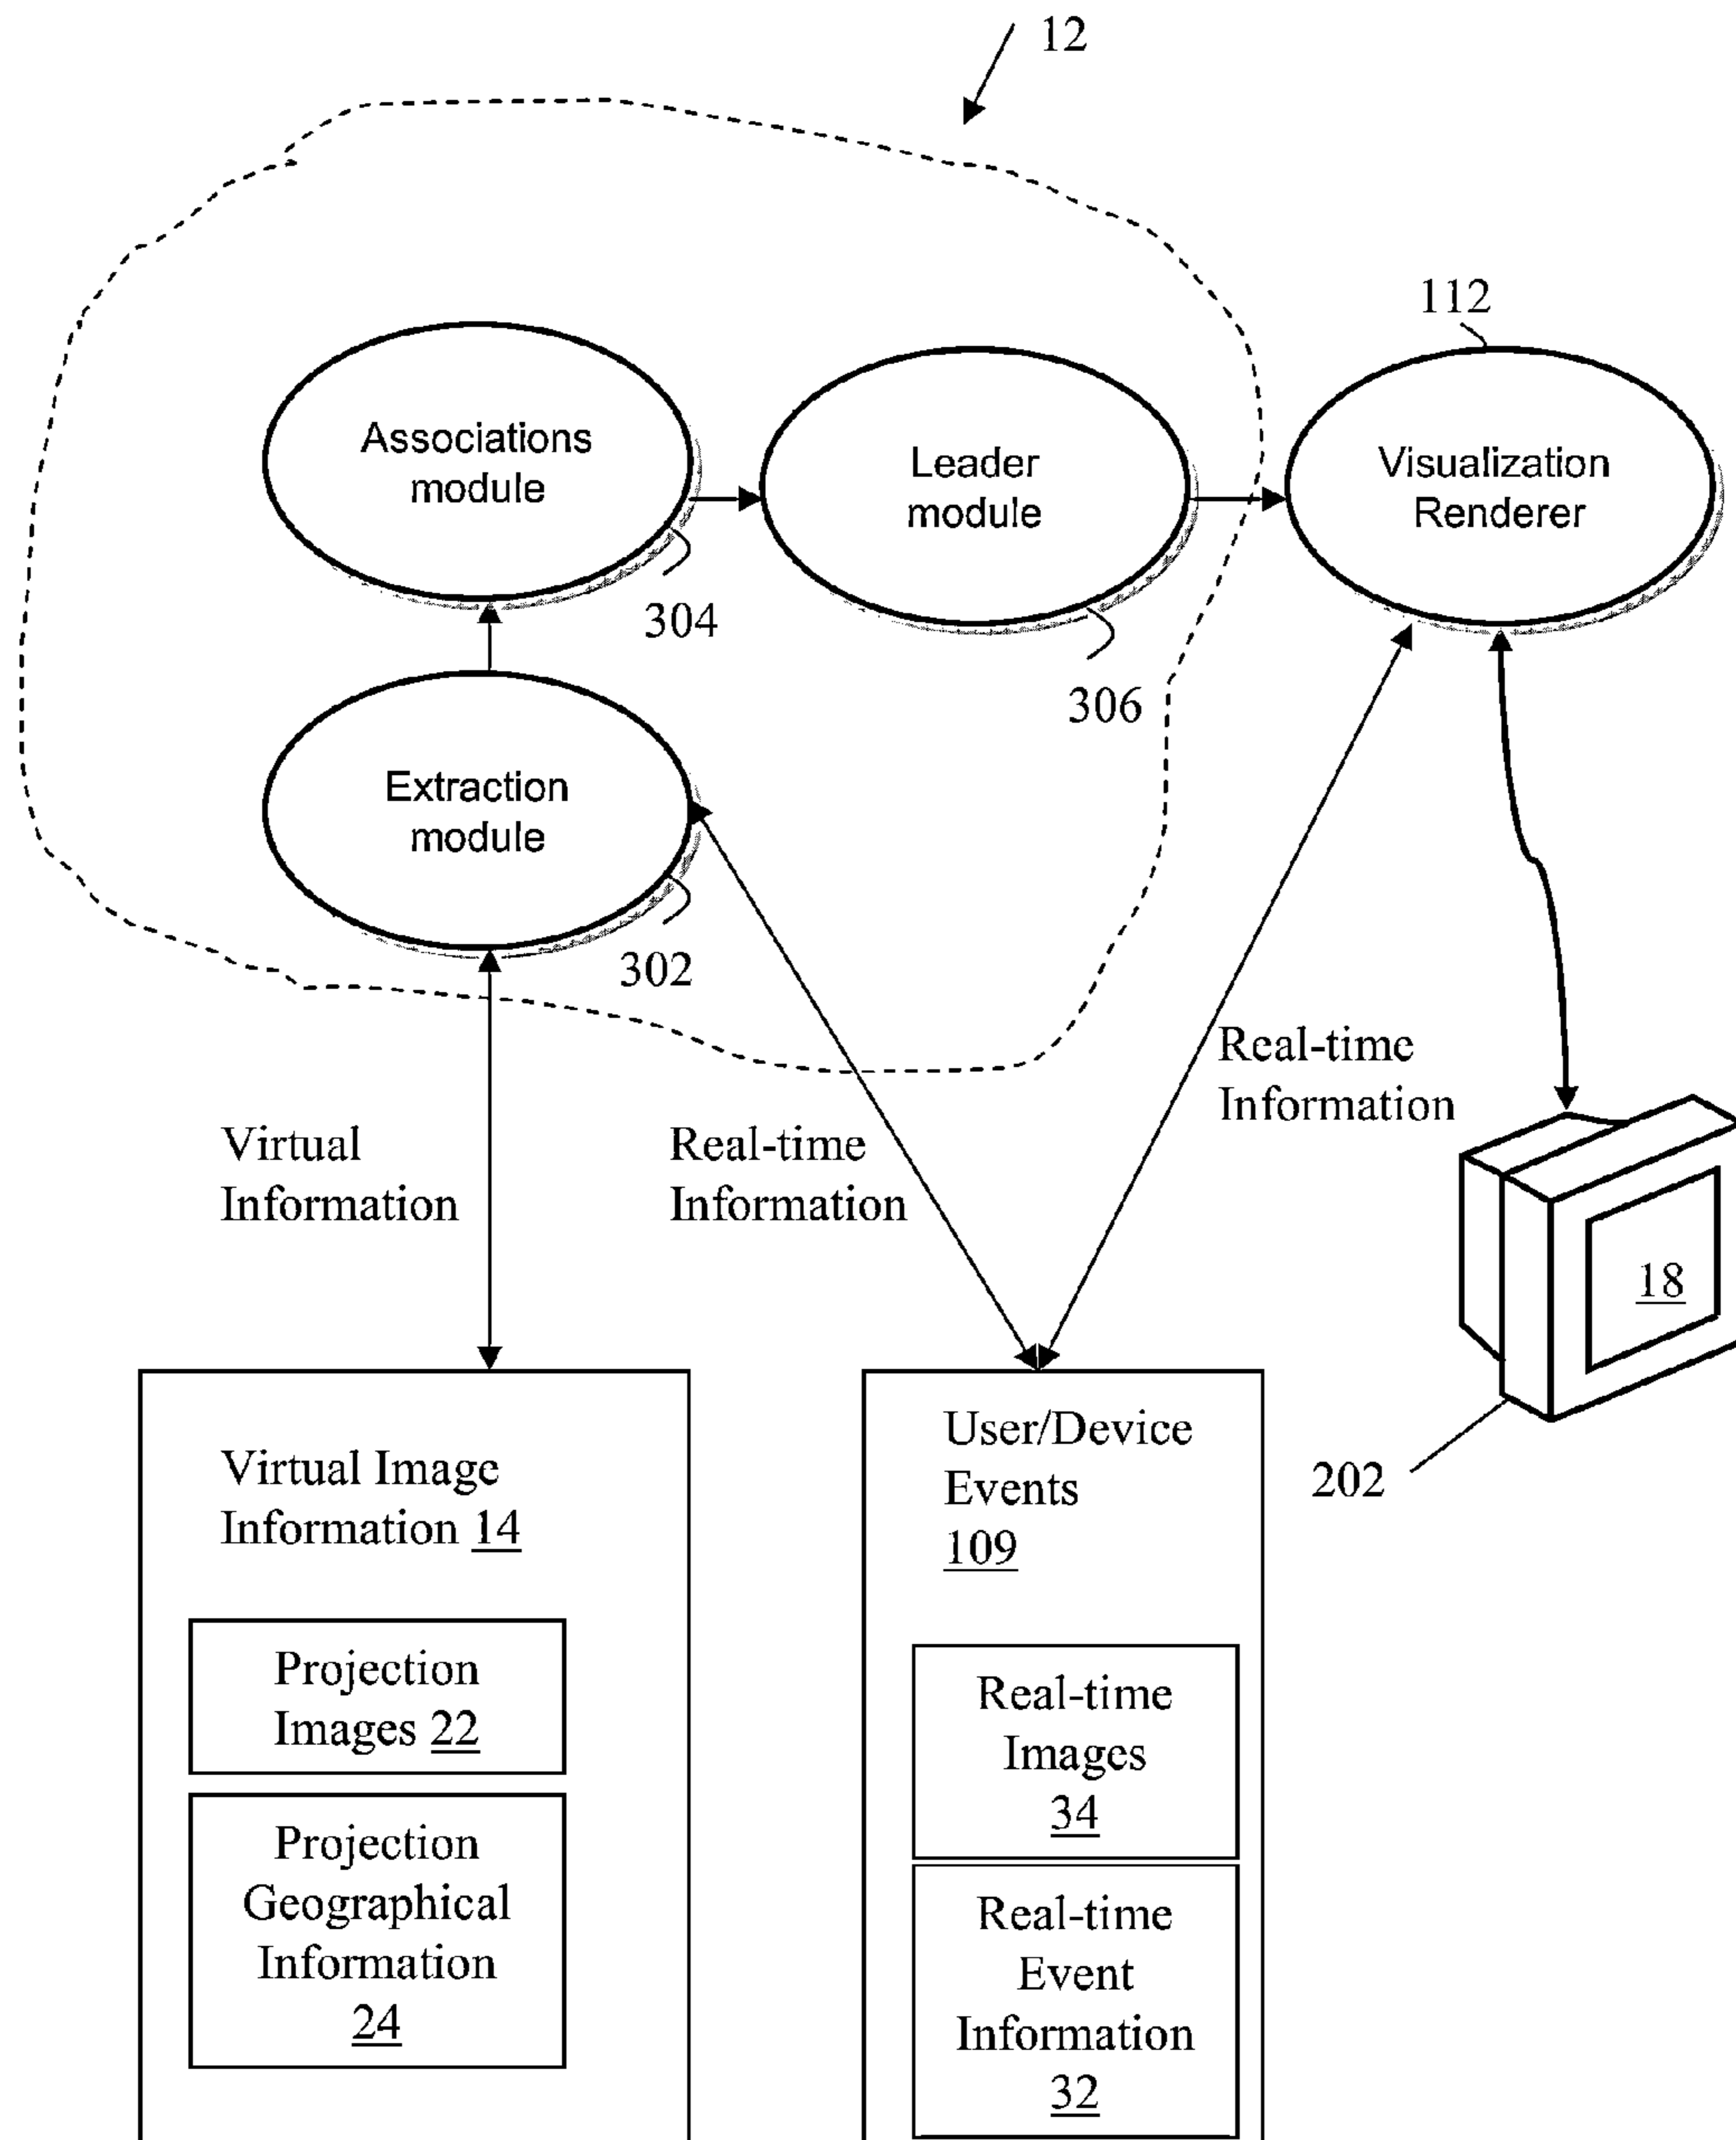 12
112
Associations
module
Leader
module
Visualization
Renderer
304
306
Extraction
module
302
Real-time
Information
Virtual
Information
Real-time
Information
18
202
User/Device
Events
109
Virtual Image
Information 14
Projection
Images 22
Real-time
Images
34
Projection
Geographical
Information
24
Real-time
Event
Information
32